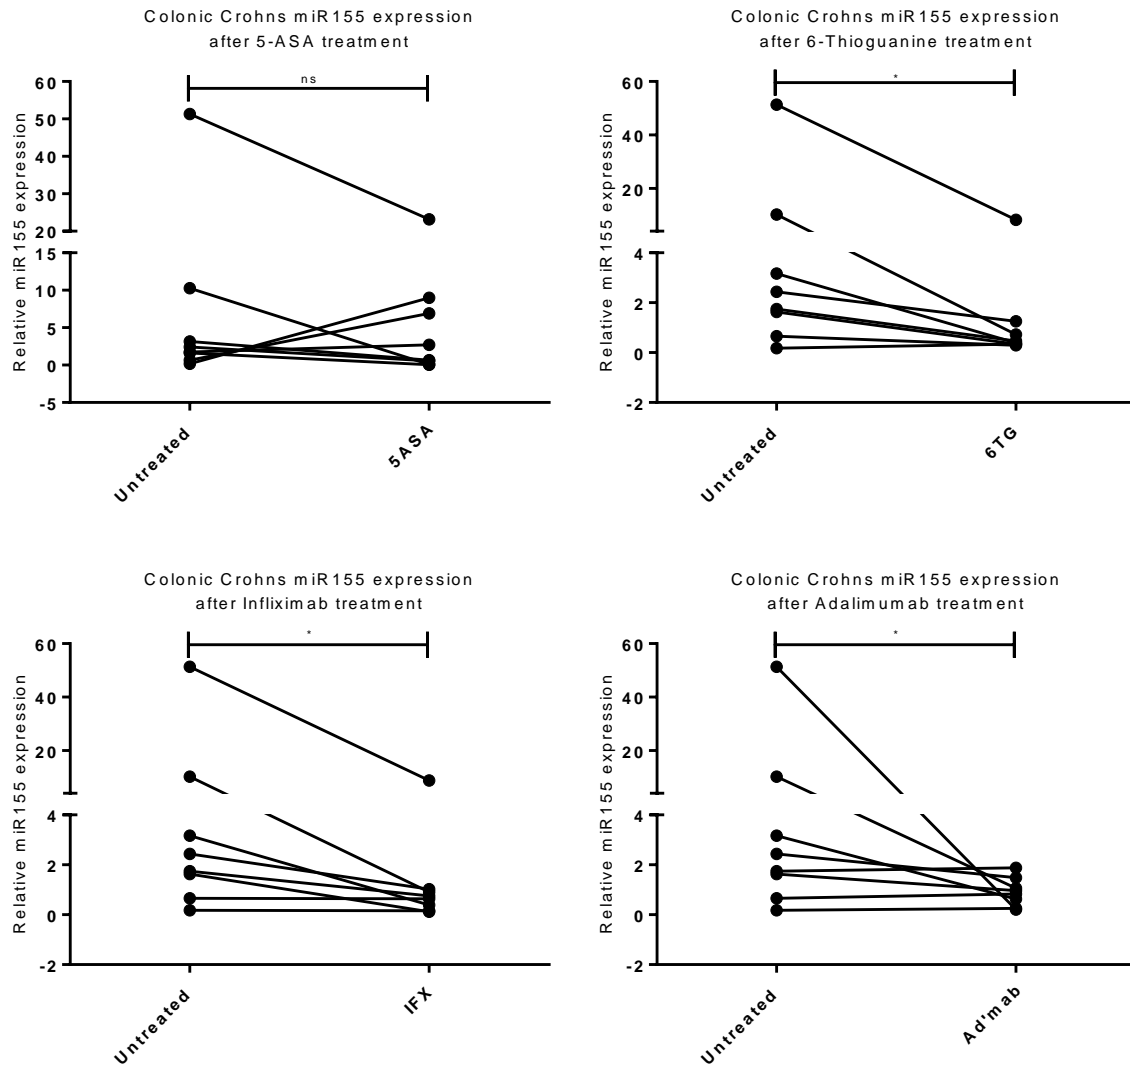 Colonic Crohns miR155 expression
after 5-ASA treatment
ns
Relative miR155 expression
60
50
40
30
20
15
10
5
0
-5
Untreated
5ASA
Colonic Crohns miR155 expression
after 6-Thioguanine treatment
*
Relative miR155 expression
60
40
20
4
2
0
-2
Untreated
6TG
Colonic Crohns miR155 expression
after Infliximab treatment
*
Relative miR155 expression
60
40
20
4
2
0
-2
Untreated
IFX
Colonic Crohns miR155 expression
after Adalimumab treatment
*
Relative miR155 expression
60
40
20
4
2
0
-2
Untreated
Ad'mab